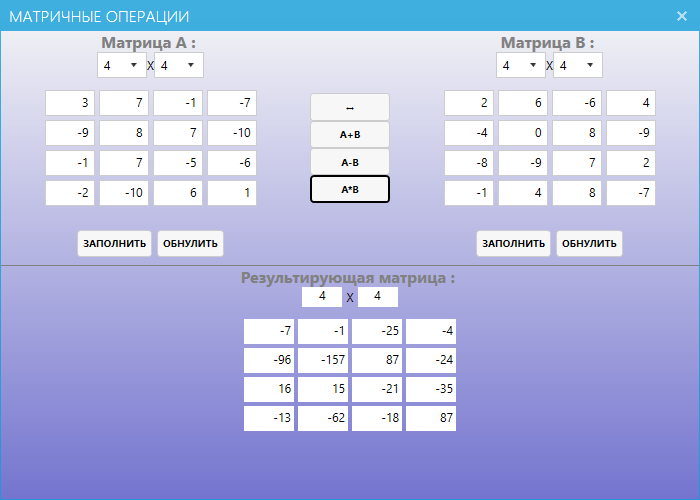 МАТРИЧНЫЕ ОПЕРАЦИИ ×
Матрица A : Матрица B :
4 X 4 4 X 4
3 7 -1 -7 2 6 -6 4
↔
-9 8 7 -10 A+B -4 0 8 -9
-1 7 -5 -6 A-B -8 -9 7 2
-2 -10 6 1 A*B -1 4 8 -7
ЗАПОЛНИТЬ ОБНУЛИТЬ ЗАПОЛНИТЬ ОБНУЛИТЬ
Результирующая матрица :
4 X 4
-7 -1 -25 -4
-96 -157 87 -24
16 15 -21 -35
-13 -62 -18 87